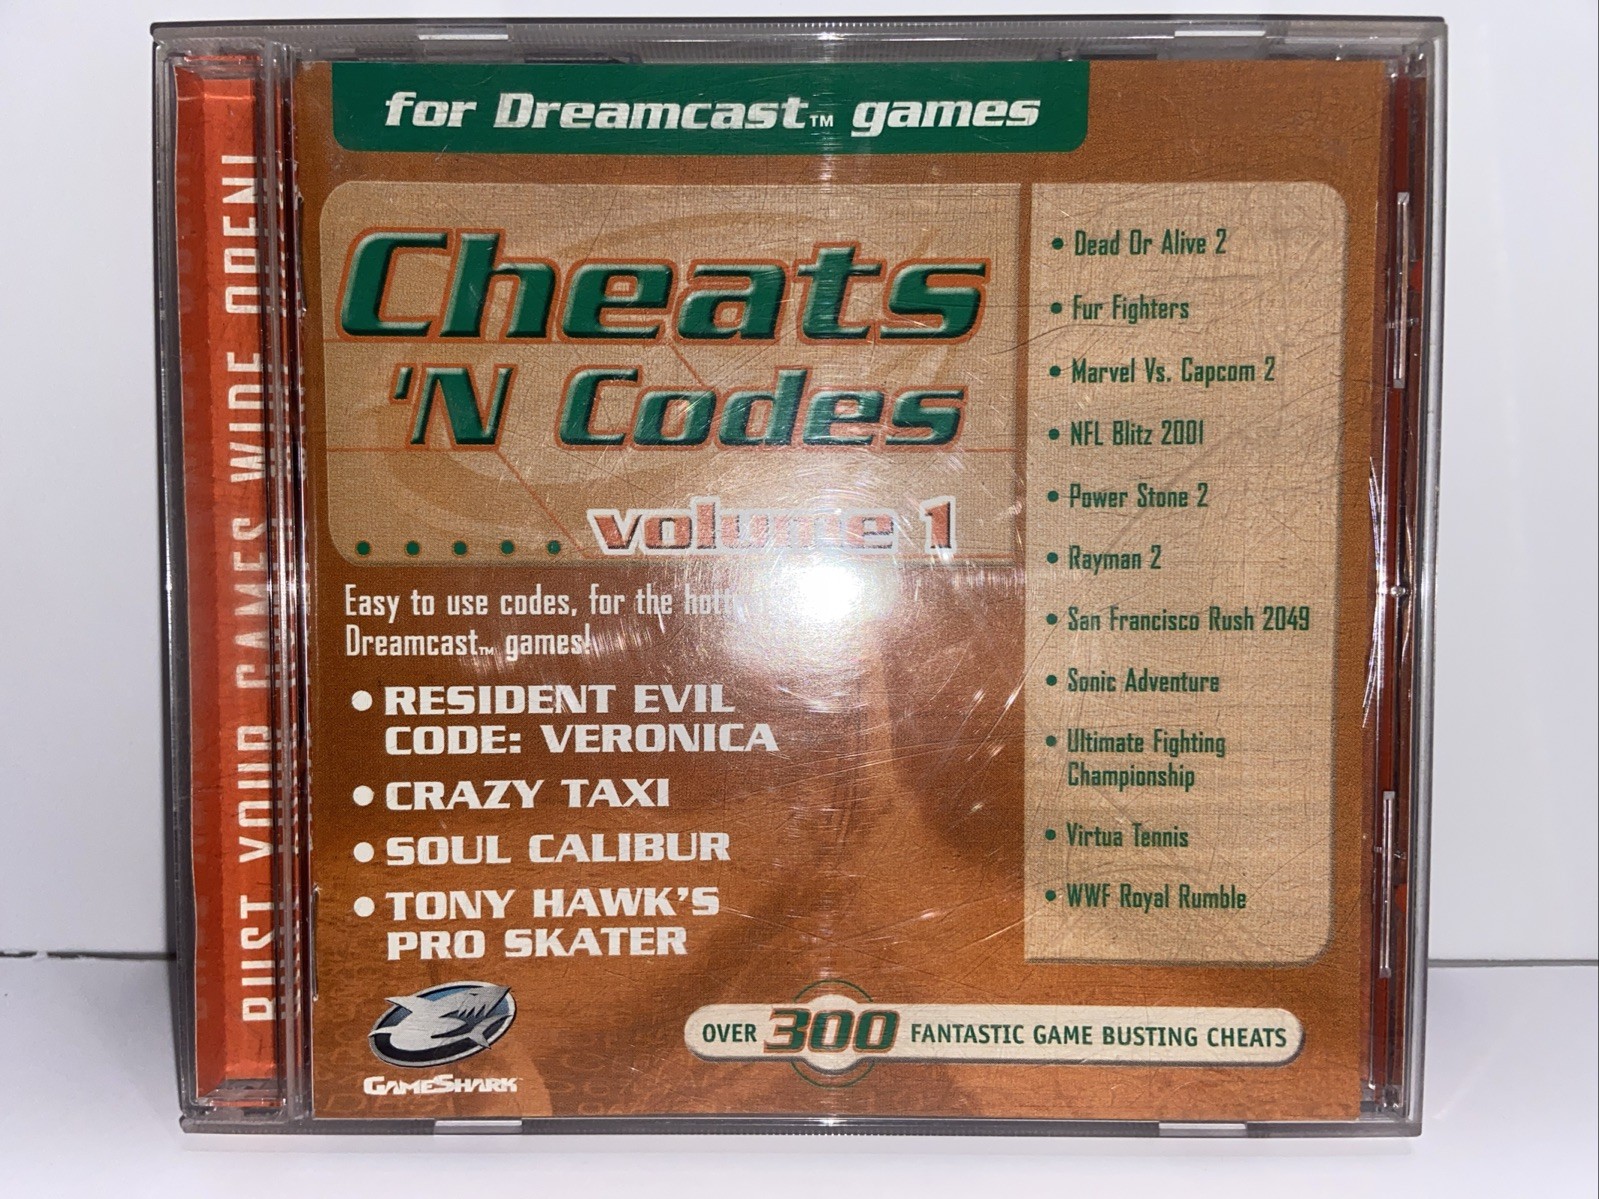 BUST YOUR GAMES WIDE OPEN!
for Dreamcast™ games
Cheats
'N Codes
volume 1
Easy to use codes, for the
Dreamcast™ games!
• RESIDENT EVIL
CODE: VERONICA
• CRAZY TAXI
• SOUL CALIBUR
• TONY HAWK'S
PRO SKATER
GAMESHARK
• Dead Or Alive 2
• Fur Fighters
• Marvel Vs. Capcom 2
• NFL Blitz 2001
• Power Stone 2
• Rayman 2
• San Francisco Rush 2049
• Sonic Adventure
• Ultimate Fighting
Championship
• Virtua Tennis
• WWF Royal Rumble
OVER 300 FANTASTIC GAME BUSTING CHEATS